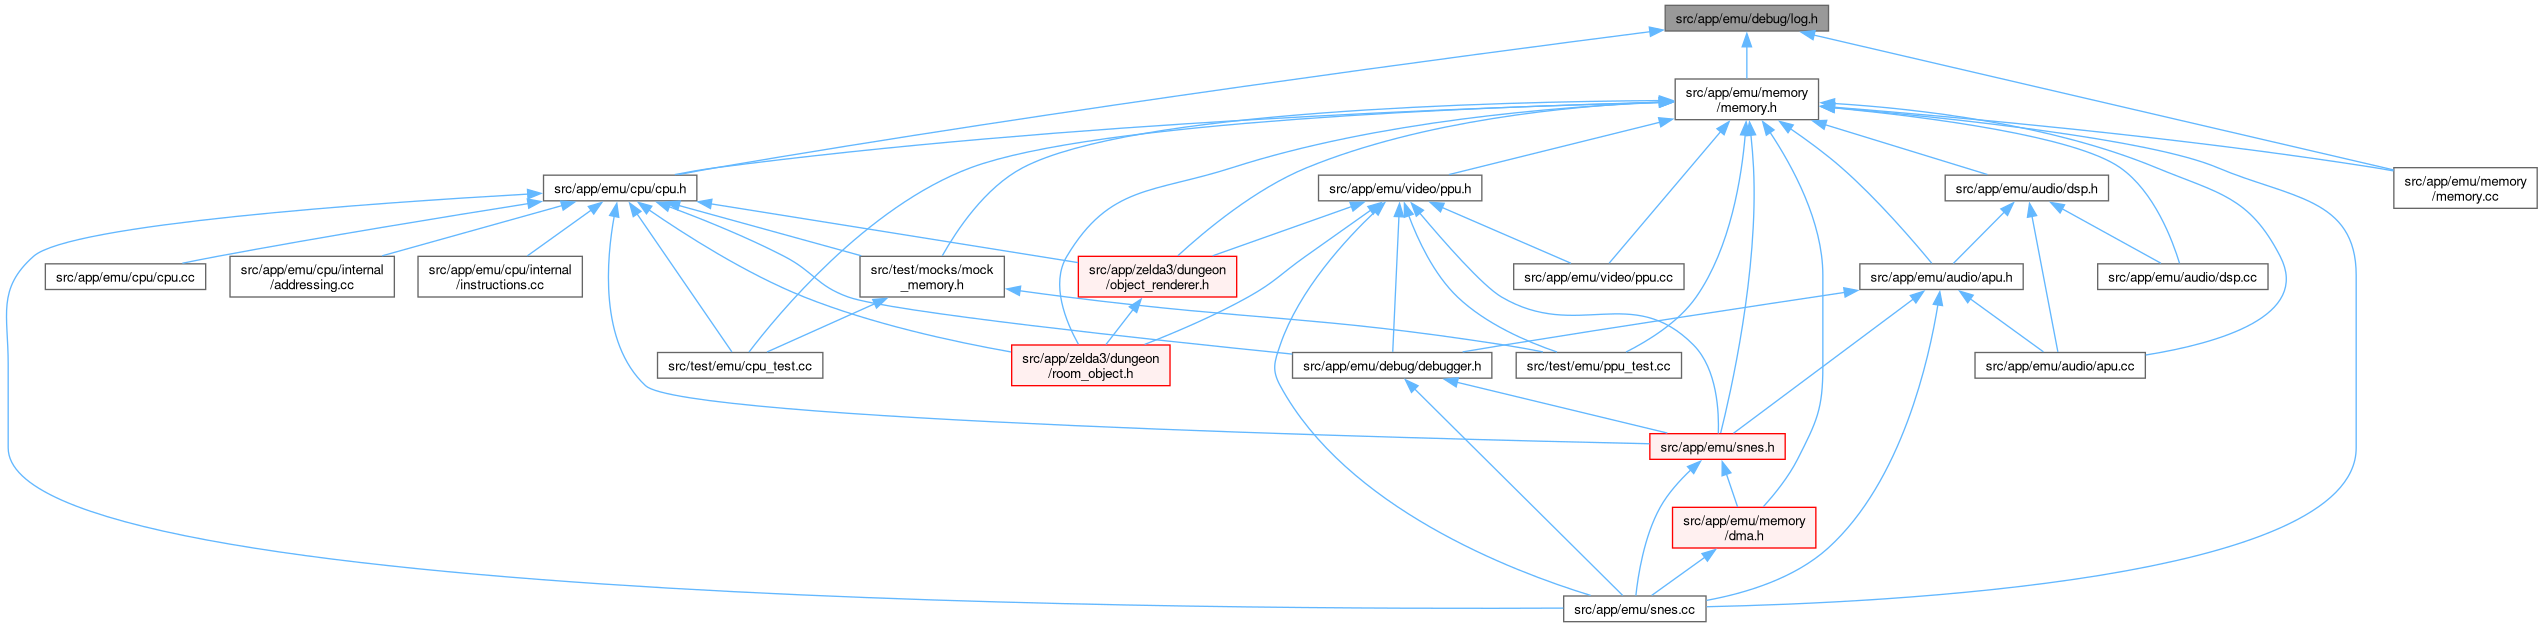 src/app/emu/debug/log.h
src/app/emu/memory
/memory.h
src/app/emu/cpu/cpu.h
src/app/emu/video/ppu.h
src/app/emu/audio/dsp.h
src/app/emu/memory
/memory.cc
src/app/emu/cpu/cpu.cc
src/app/emu/cpu/internal
/addressing.cc
src/app/emu/cpu/internal
/instructions.cc
src/test/mocks/mock
_memory.h
src/app/zelda3/dungeon
/object_renderer.h
src/app/emu/video/ppu.cc
src/app/emu/audio/apu.h
src/app/emu/audio/dsp.cc
src/test/emu/cpu_test.cc
src/app/zelda3/dungeon
/room_object.h
src/app/emu/debug/debugger.h
src/test/emu/ppu_test.cc
src/app/emu/audio/apu.cc
src/app/emu/snes.h
src/app/emu/memory
/dma.h
src/app/emu/snes.cc